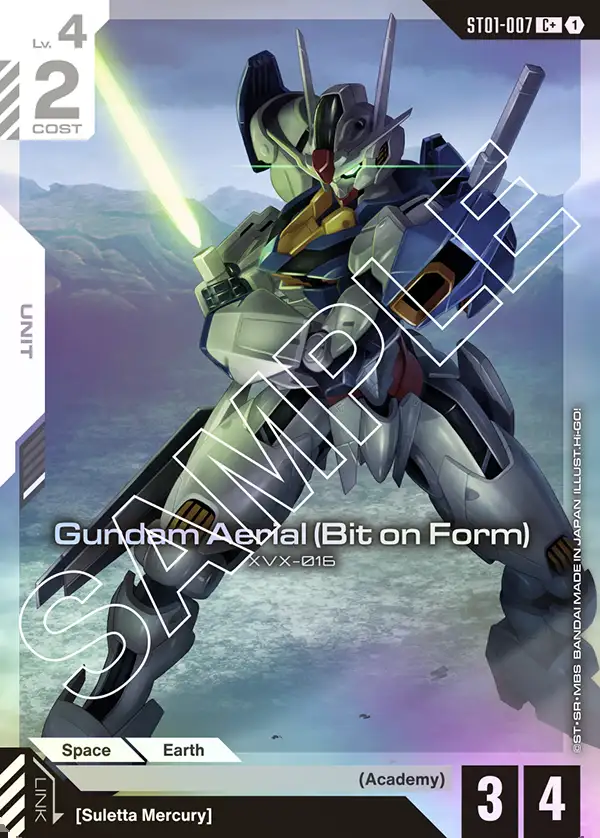 Lv. 4
2
COST
ST01-007 C+ 1
UNIT
SAMPLE
Gundam Aerial (Bit on Form)
XVX-016
©ST・SR・MBS BANDAI MADE IN JAPAN ILLUST.HI-GO!
Space Earth
(Academy)
LINK
[Suletta Mercury]
3 4